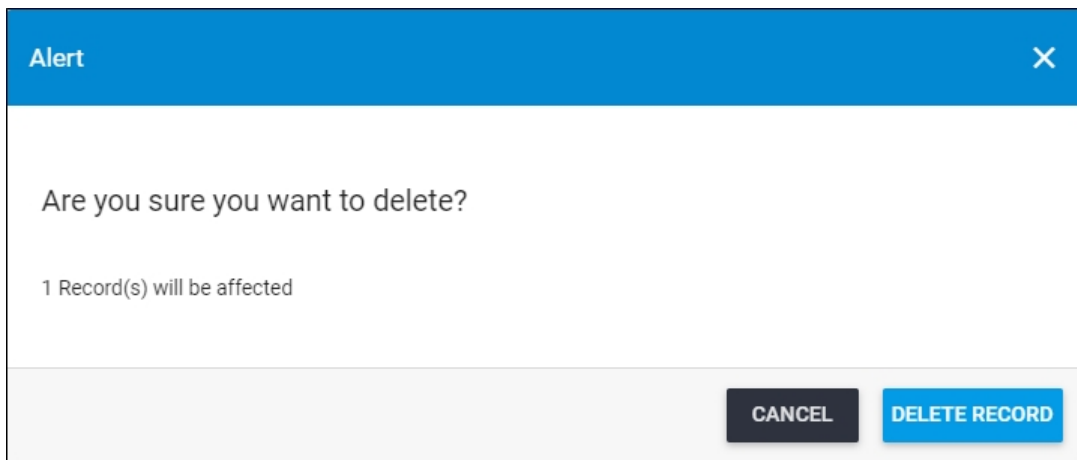 Alert
Are you sure you want to delete?
1 Record(s) will be affected
CANCEL DELETE RECORD